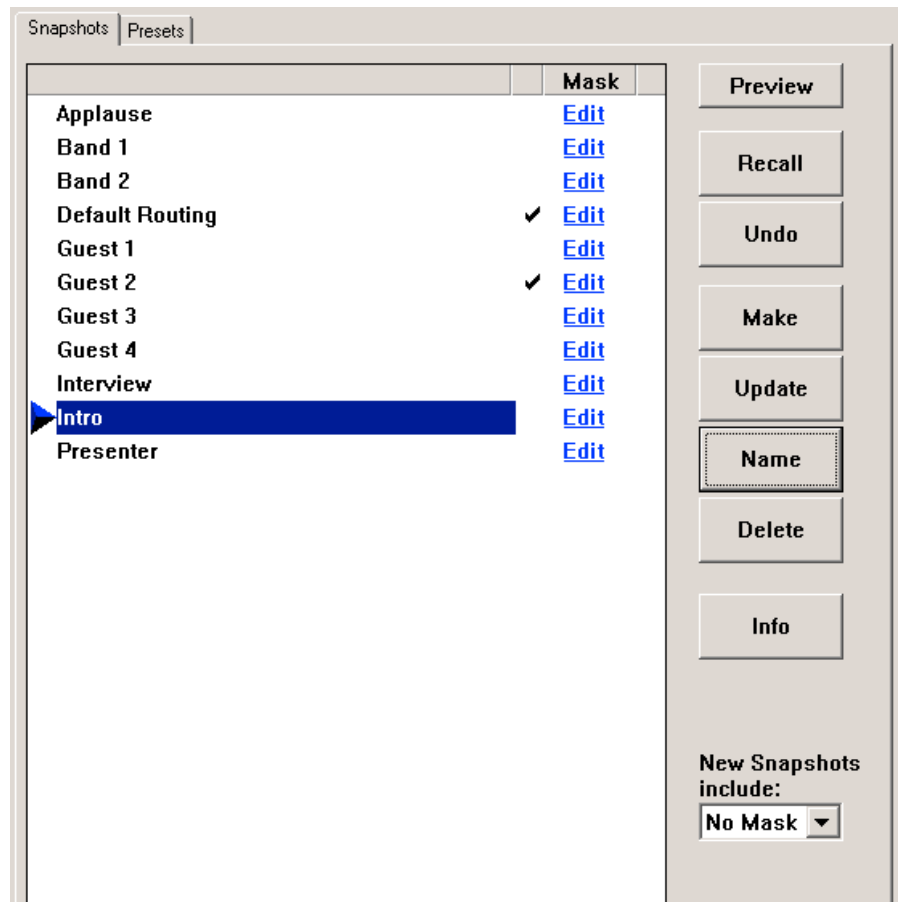 Snapshots Presets
Mask
Applause Edit
Band 1 Edit
Band 2 Edit
Default Routing ✓ Edit
Guest 1 Edit
Guest 2 ✓ Edit
Guest 3 Edit
Guest 4 Edit
Interview Edit
Intro Edit
Presenter Edit
Preview
Recall
Undo
Make
Update
Name
Delete
Info
New Snapshots
include:
No Mask